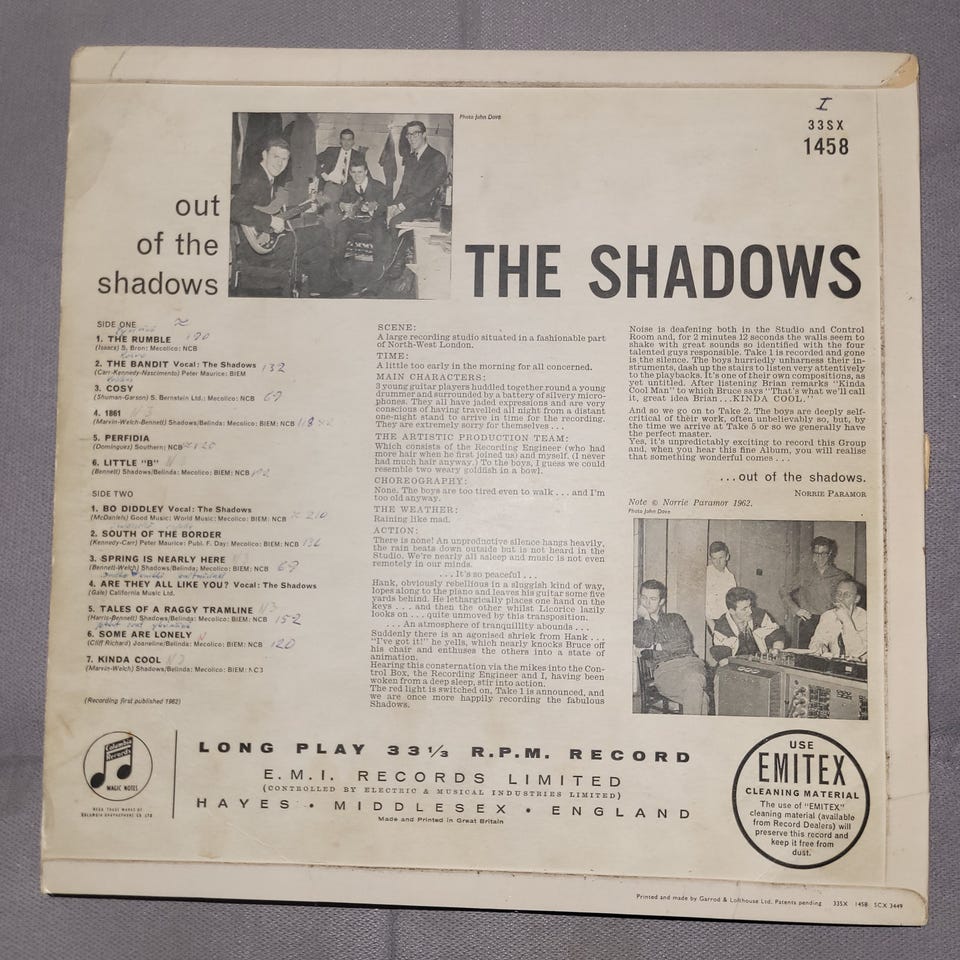 I
33SX
1458
Photo John Dove
out
of the
shadows
THE SHADOWS
SIDE ONE
1. THE RUMBLE 120
(Isaacs) S. Bron: Mecolico: NCB
2. THE BANDIT Vocal: The Shadows 132
(Carr-Kennedy-Nascimento) Peter Maurice: BIEM
3. COSY
(Shuman-Garson) S. Bernstein Ltd.: Mecolico: NCB
4. 1861 N3
(Marvin-Welch-Bennett) Shadows/Belinda: Mecolico: BIEM: NCB
5. PERFIDIA
(Dominguez) Southern: NCB 120
6. LITTLE "B"
(Bennett) Shadows/Belinda: Mecolico: BIEM: NCB
SIDE TWO
1. BO DIDDLEY Vocal: The Shadows
(McDaniels) Good Music: World Music: Mecolico: BIEM: NCB 210
2. SOUTH OF THE BORDER
(Kennedy-Carr) Peter Maurice: Publ. F. Day: Mecolico: BIEM: NCB 136
3. SPRING IS NEARLY HERE N3
(Bennett-Welch) Shadows/Belinda: Mecolico: BIEM: NCB
4. ARE THEY ALL LIKE YOU? Vocal: The Shadows
(Gale) California Music Ltd.
5. TALES OF A RAGGY TRAMLINE N3
(Harris-Bennett) Shadows/Belinda: Mecolico: BIEM: NCB 152
6. SOME ARE LONELY N
(Cliff Richard) Joaneline/Belinda: Mecolico: BIEM: NCB 120
7. KINDA COOL N3
(Marvin-Welch) Shadows/Belinda: Mecolico: BIEM: NCB
(Recording first published 1962)
SCENE:
A large recording studio situated in a fashionable part
of North-West London.
TIME:
A little too early in the morning for all concerned.
MAIN CHARACTERS:
3 young guitar players huddled together round a young
drummer and surrounded by a battery of silvery micro-
phones. They all have jaded expressions and are very
conscious of having travelled all night from a distant
one-night stand to arrive in time for the recording.
They are extremely sorry for themselves . . .
THE ARTISTIC PRODUCTION TEAM:
Which consists of the Recording Engineer (who had
more hair when he first joined us) and myself. (I never
had much hair anyway.) To the boys, I guess we could
resemble two weary goldfish in a bowl.
CHOREOGRAPHY:
None. The boys are too tired even to walk . . . and I'm
too old anyway.
THE WEATHER:
Raining like mad.
ACTION:
There is none! An unproductive silence hangs heavily,
the rain beats down outside but is not heard in the
Studio. We're nearly all asleep and music is not even
remotely in our minds.
. . . It's so peaceful . . .
Hank, obviously rebellious in a sluggish kind of way,
lopes along to the piano and leaves his guitar some five
yards behind. He lethargically places one hand on the
keys . . . and then the other whilst Licorice lazily
looks on . . . quite unmoved by this transposition.
. . . An atmosphere of tranquillity abounds . . .
Suddenly there is an agonised shriek from Hank . . .
"I've got it!" he yells, which nearly knocks Bruce off
his chair and enthuses the others into a state of
animation.
Hearing this consternation via the mikes into the Con-
trol Box, the Recording Engineer and I, having been
woken from a deep sleep, stir into action.
The red light is switched on, Take 1 is announced, and
we are once more happily recording the fabulous
Shadows.
Noise is deafening both in the Studio and Control
Room and, for 2 minutes 12 seconds the walls seem to
shake with great sounds so identified with the four
talented guys responsible. Take 1 is recorded and gone
is the silence. The boys hurriedly unharness their in-
struments, dash up the stairs to listen very attentively
to the playbacks. It's one of their own compositions, as
yet untitled. After listening Brian remarks "Kinda
Cool Man" to which Bruce says "That's what we'll call
it, great idea Brian . . . KINDA COOL."
And so we go on to Take 2. The boys are deeply self-
critical of their work, often unbelievably so, but, by
the time we arrive at Take 5 or so we generally have
the perfect master.
Yes, it's unpredictably exciting to record this Group
and, when you hear this fine Album, you will realise
that something wonderful comes . . .
. . . out of the shadows.
NORRIE PARAMOR
Note © Norrie Paramor 1962.
Photo John Dove
Columbia
Records
MAGIC NOTES
REGD. TRADE MARKS OF
COLUMBIA GRAPHOPHONE CO LTD
LONG PLAY 33 1/3 R.P.M. RECORD
E.M.I. RECORDS LIMITED
(CONTROLLED BY ELECTRIC & MUSICAL INDUSTRIES LIMITED)
HAYES • MIDDLESEX • ENGLAND
Made and Printed in Great Britain
USE
EMITEX
CLEANING MATERIAL
The use of "EMITEX"
cleaning material (available
from Record Dealers) will
preserve this record and
keep it free from
dust.
Printed and made by Garrod & Lofthouse Ltd. Patents pending 33SX 1458 SCX 3449